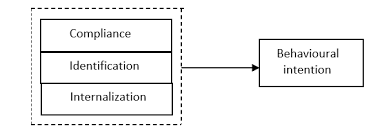 Compliance
Identification
Internalization
Behavioural
intention